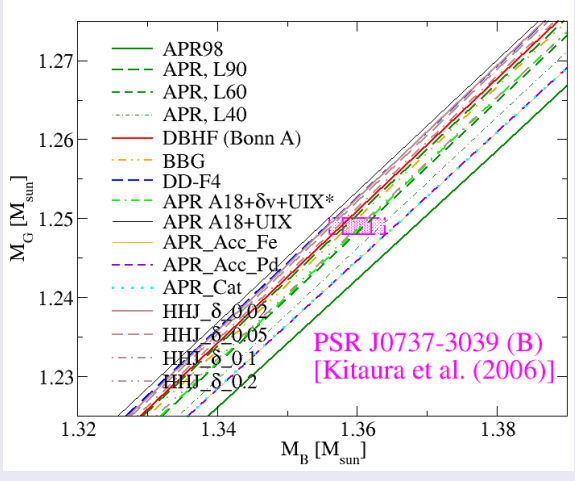 1.27
1.26
1.25
1.24
1.23
M_G [M_sun]
APR98
APR, L90
APR, L60
APR, L40
DBHF (Bonn A)
BBG
DD-F4
APR A18+δv+UIX*
APR A18+UIX
APR_Acc_Fe
APR_Acc_Pd
APR_Cat
HHJ_δ_0.02
HHJ_δ_0.05
HHJ_δ_0.1
HHJ_δ_0.2
PSR J0737-3039 (B)
[Kitaura et al. (2006)]
1.32 1.34 1.36 1.38
M_B [M_sun]